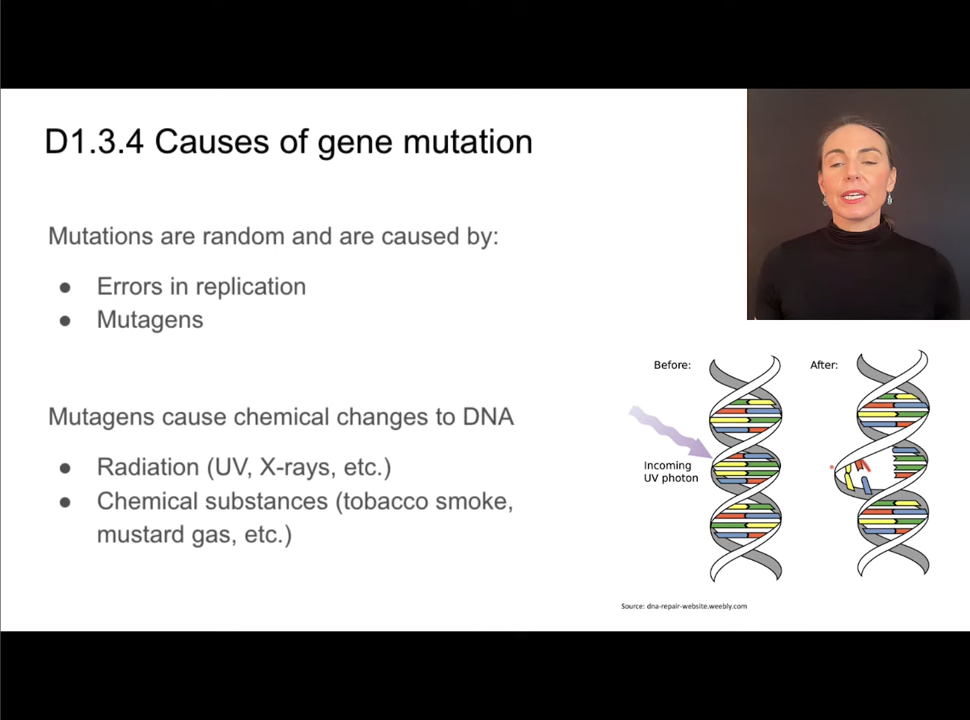 D1.3.4 Causes of gene mutation
Mutations are random and are caused by:
● Errors in replication
● Mutagens
Mutagens cause chemical changes to DNA
● Radiation (UV, X-rays, etc.)
● Chemical substances (tobacco smoke,
mustard gas, etc.)
Before:
After:
Incoming
UV photon
Source: dna-repair-website.weebly.com